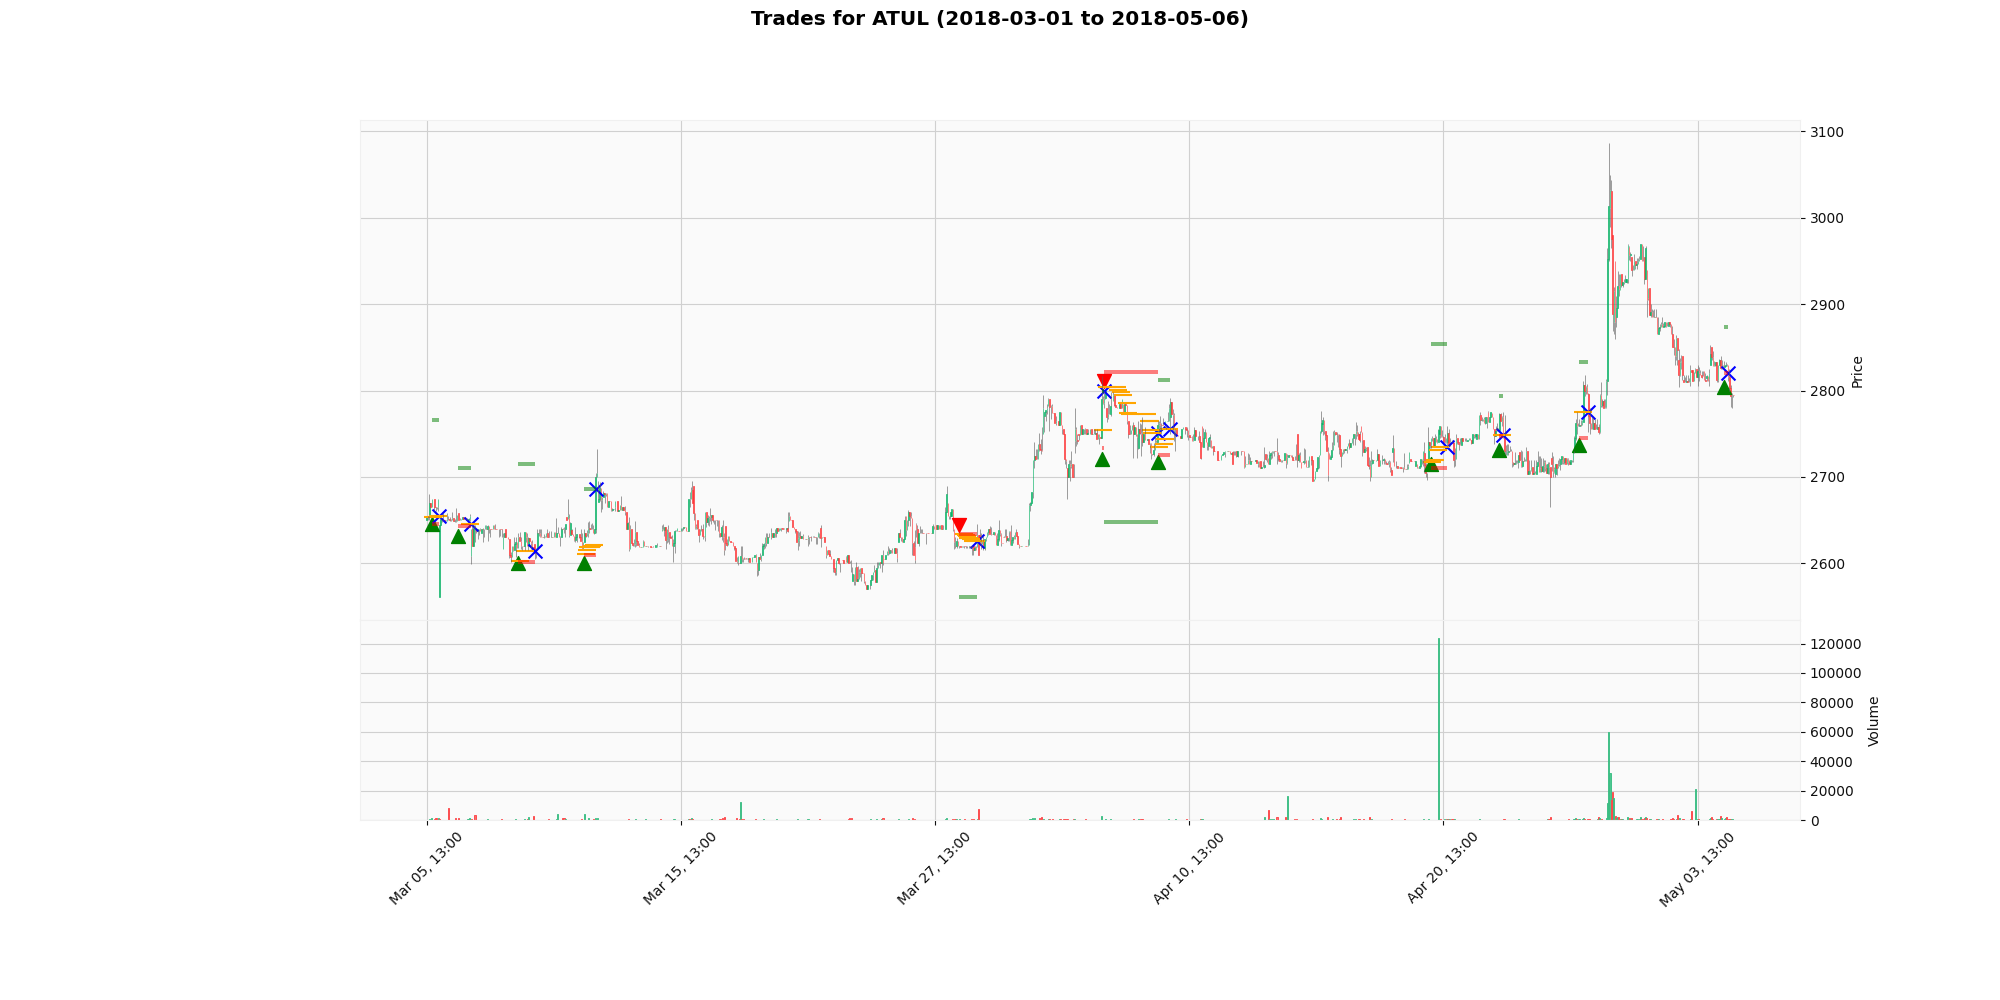 Trades for ATUL (2018-03-01 to 2018-05-06)
3100
3000
2900
2800
2700
2600
Price
120000
100000
80000
60000
40000
20000
0
Volume
Mar 05, 13:00
Mar 15, 13:00
Mar 27, 13:00
Apr 10, 13:00
Apr 20, 13:00
May 03, 13:00